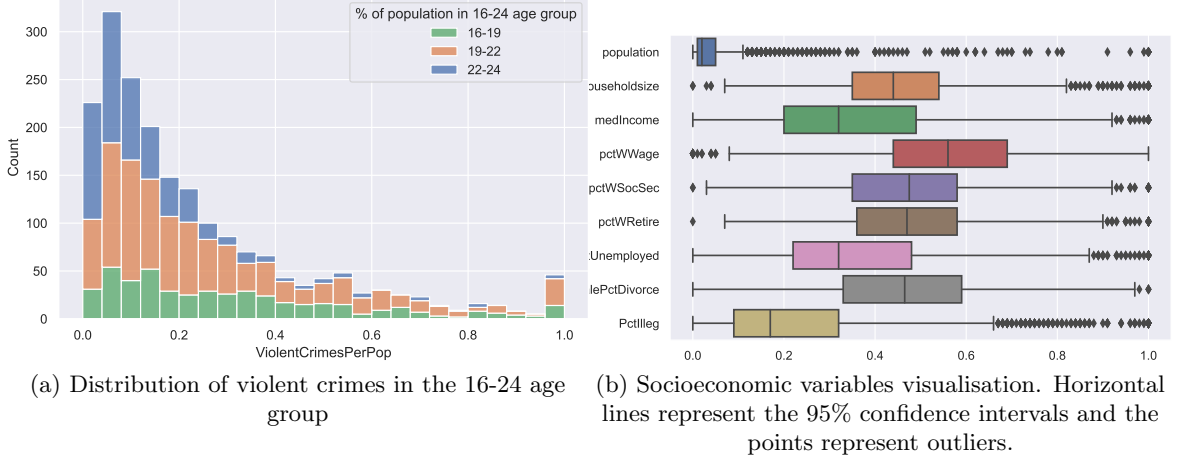 % of population in 16-24 age group
16-19
19-22
22-24
300
250
200
150
100
50
0
Count
0.0 0.2 0.4 0.6 0.8 1.0
ViolentCrimesPerPop
(a) Distribution of violent crimes in the 16-24 age
group
population
ouseholdsize
medIncome
pctWWage
pctWSocSec
pctWRetire
tUnemployed
lePctDivorce
PctIlleg
0.0 0.2 0.4 0.6 0.8 1.0
(b) Socioeconomic variables visualisation. Horizontal
lines represent the 95% confidence intervals and the
points represent outliers.